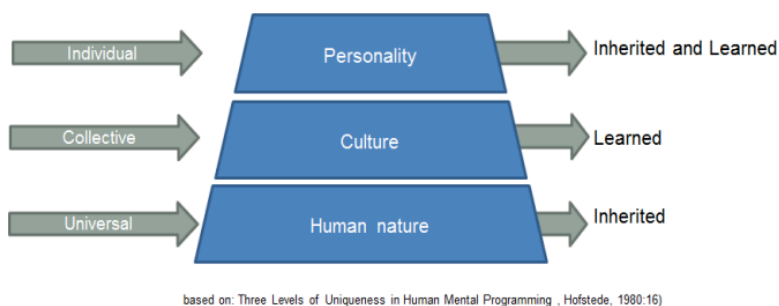 Individual
Personality
Inherited and Learned
Collective
Culture
Learned
Universal
Human nature
Inherited
based on: Three Levels of Uniqueness in Human Mental Programming , Hofstede, 1980:16)